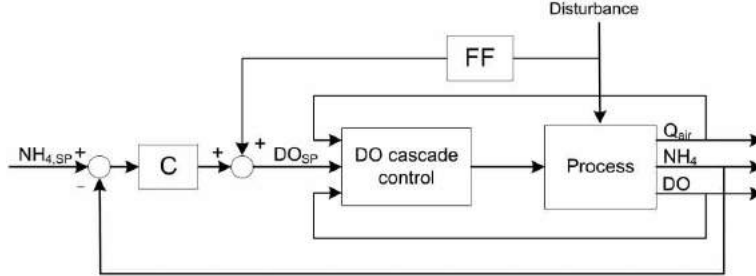 Disturbance
FF
Qair
NH4,SP + + + DOSP DO cascade NH4
C control Process
− DO